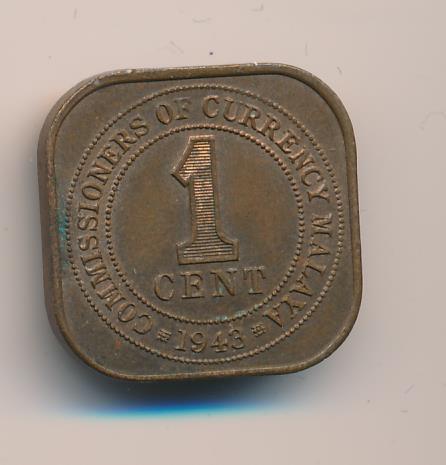 COMMISSIONERS OF CURRENCY MALAYA
1
CENT
1943